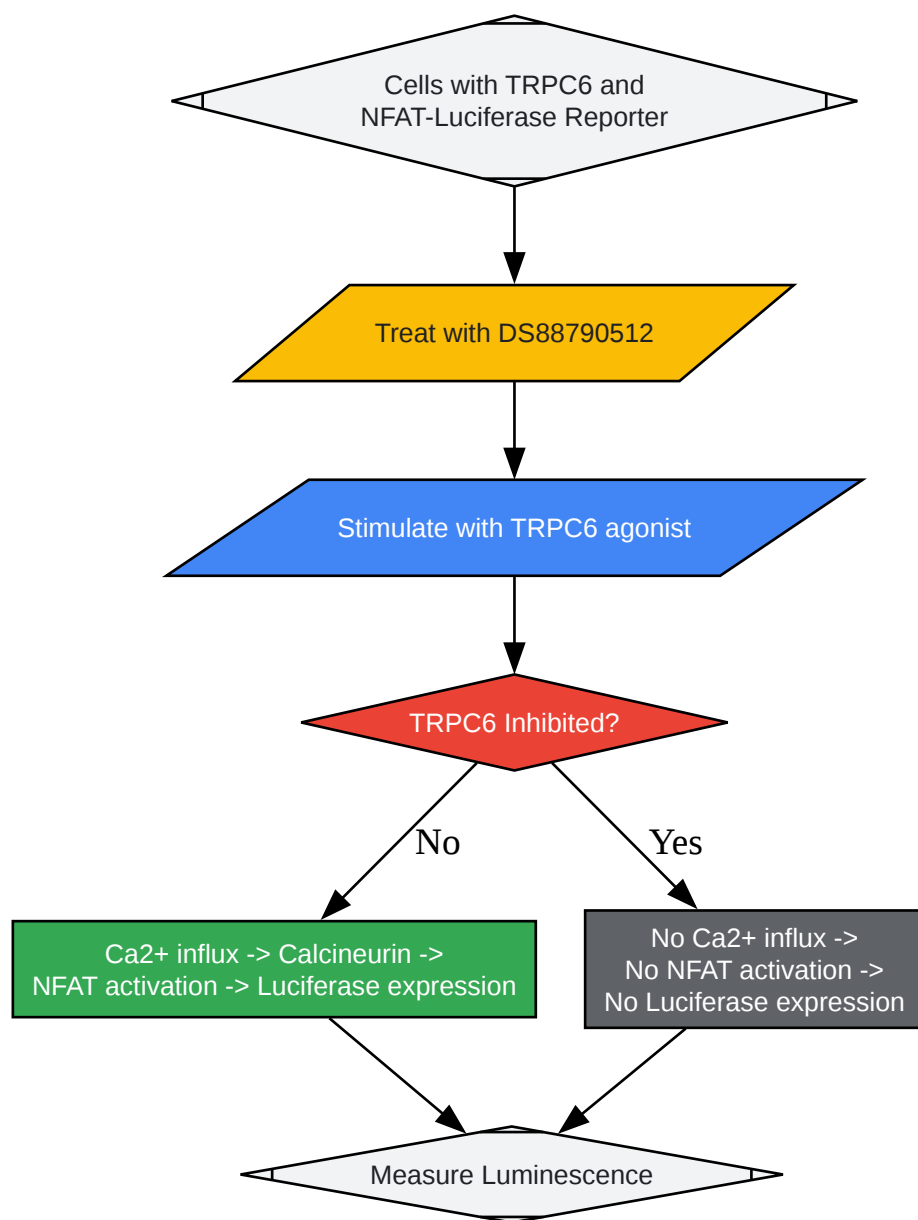 Cells with TRPC6 and
NFAT-Luciferase Reporter
Treat with DS88790512
Stimulate with TRPC6 agonist
TRPC6 Inhibited?
No
Yes
Ca2+ influx -> Calcineurin ->
NFAT activation -> Luciferase expression
No Ca2+ influx ->
No NFAT activation ->
No Luciferase expression
Measure Luminescence